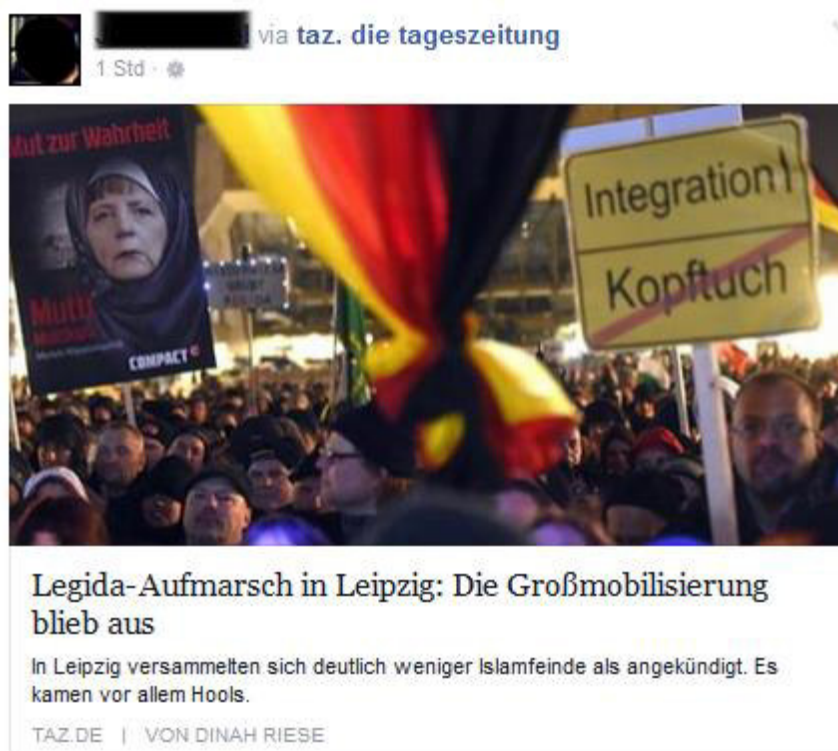 via taz. die tageszeitung
1 Std ·
Mut zur Wahrheit
Mutti
COMPACT
Integration!
Kopftuch
Legida-Aufmarsch in Leipzig: Die Großmobilisierung
blieb aus
In Leipzig versammelten sich deutlich weniger Islamfeinde als angekündigt. Es
kamen vor allem Hools.
TAZ.DE | VON DINAH RIESE